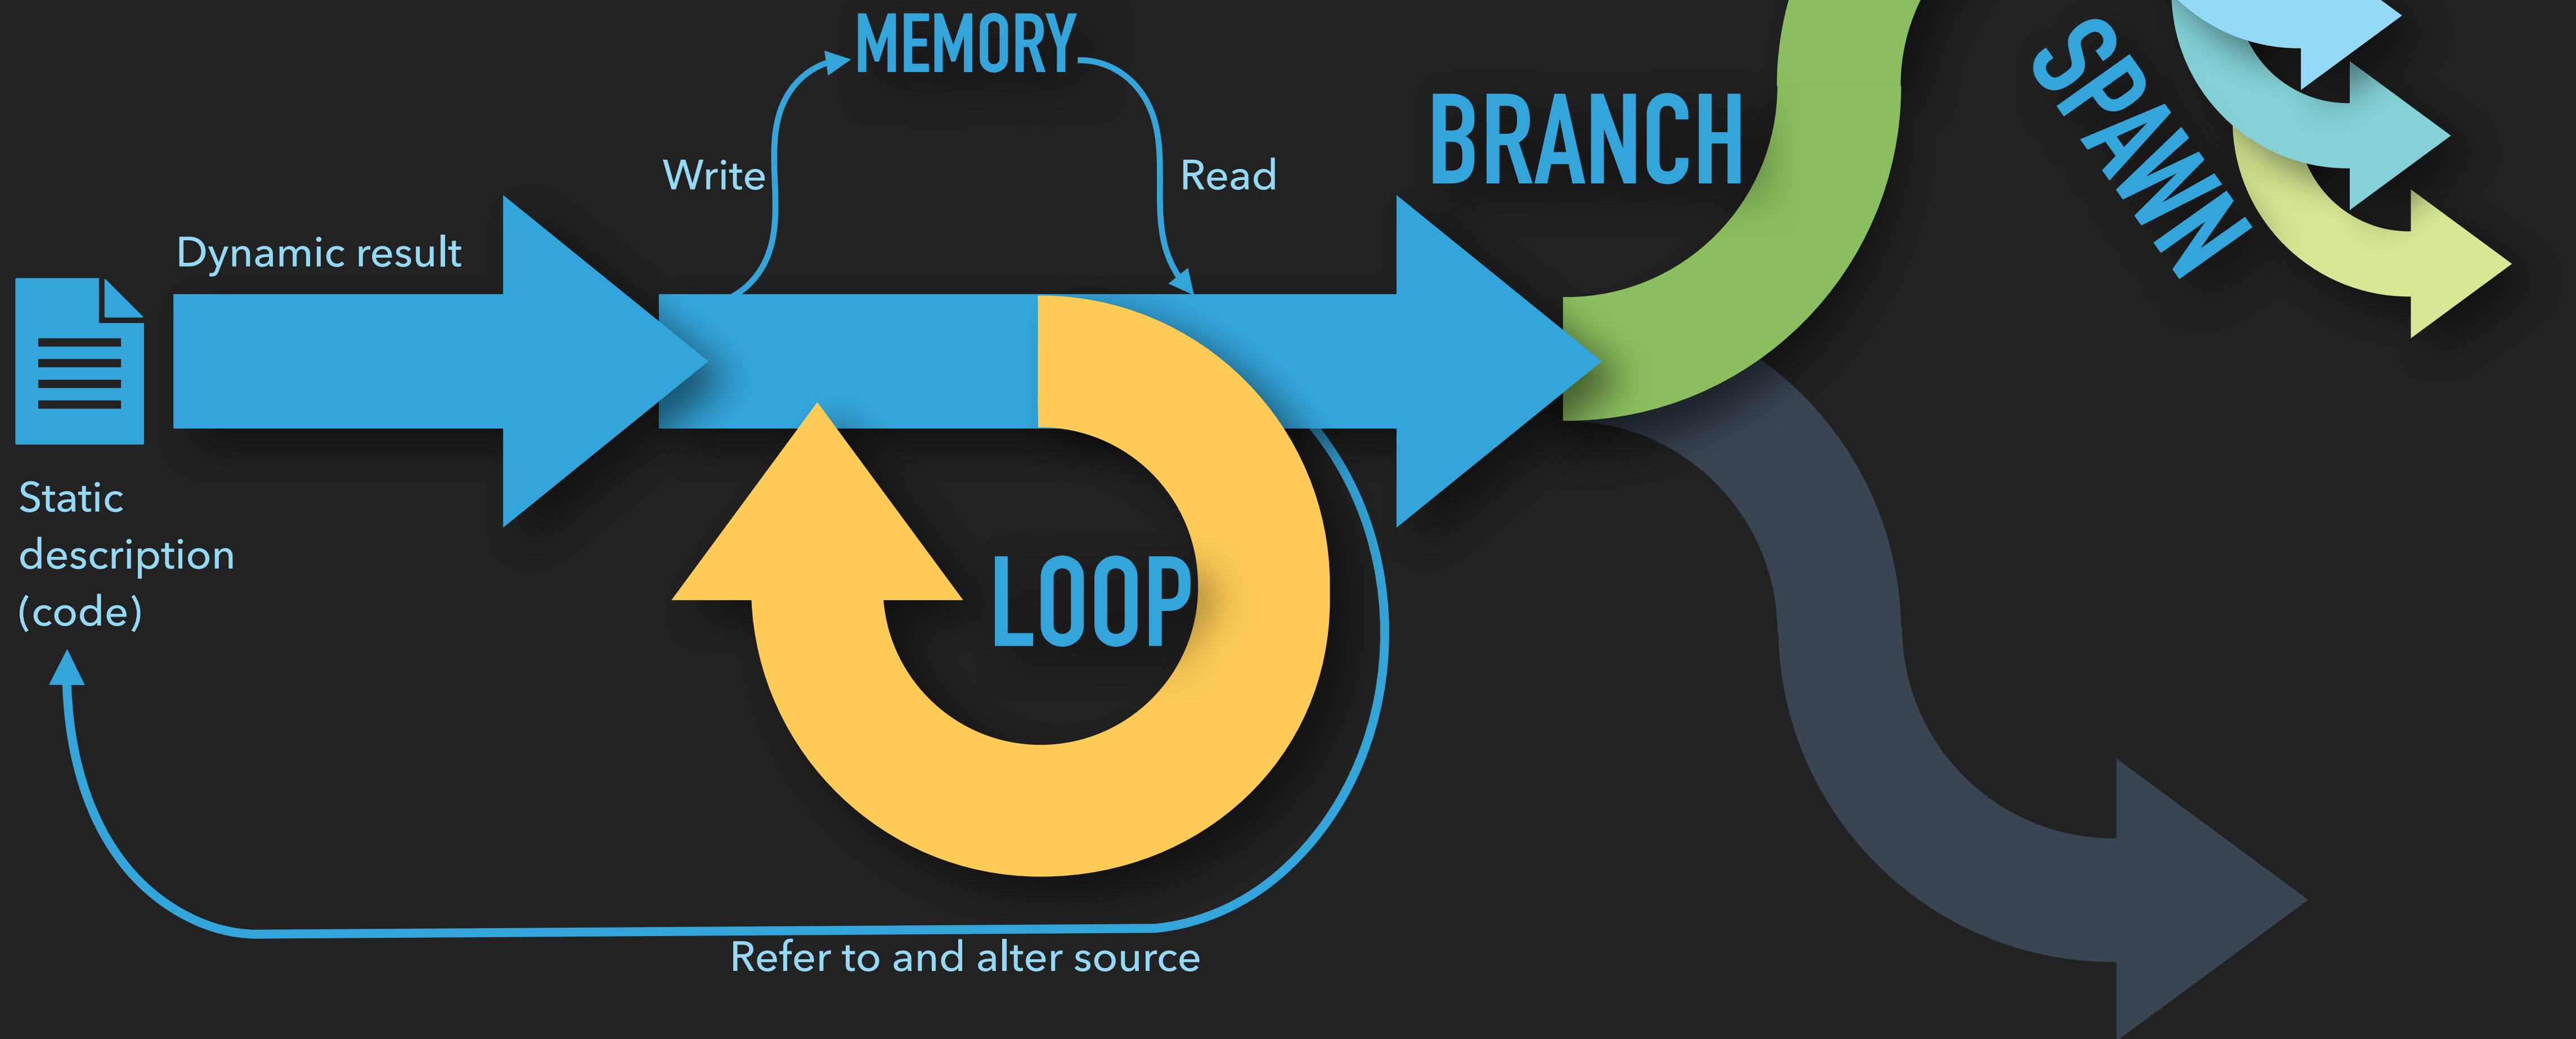 MEMORY
BRANCH
SPAWN
Write
Read
Dynamic result
Static
description
(code)
LOOP
Refer to and alter source